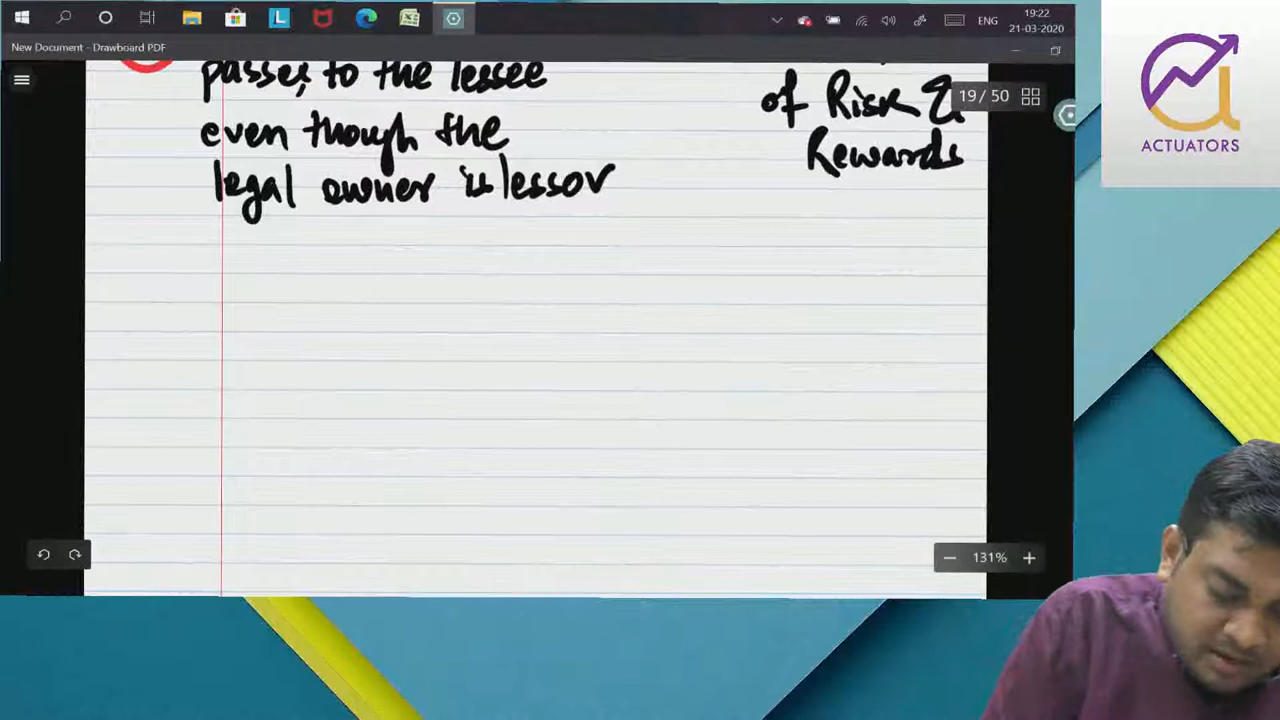 19:22
ENG
21-03-2020
New Document - Drawboard PDF
passes to the lessee
even though the
legal owner is lessor
of Risk &
Rewards
19 / 50
131%
ACTUATORS